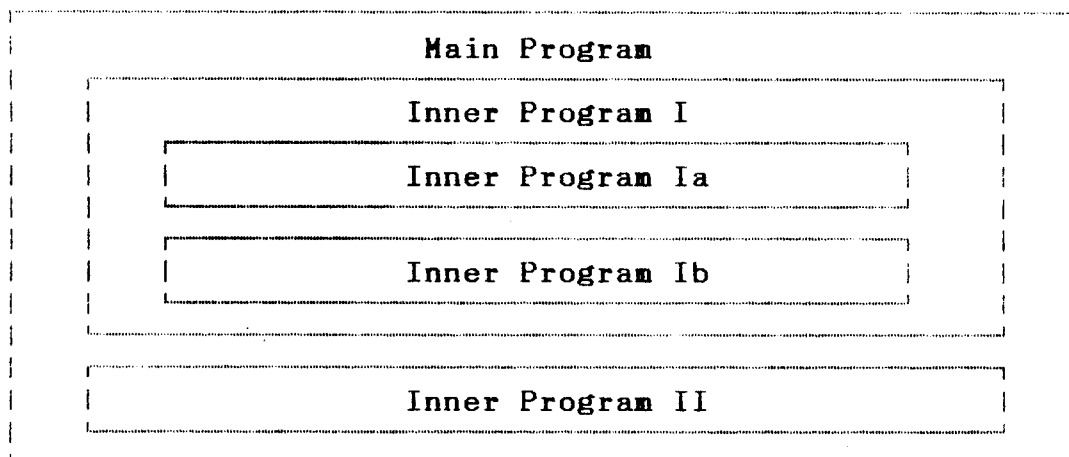 Main Program
Inner Program I
Inner Program Ia
Inner Program Ib
Inner Program II